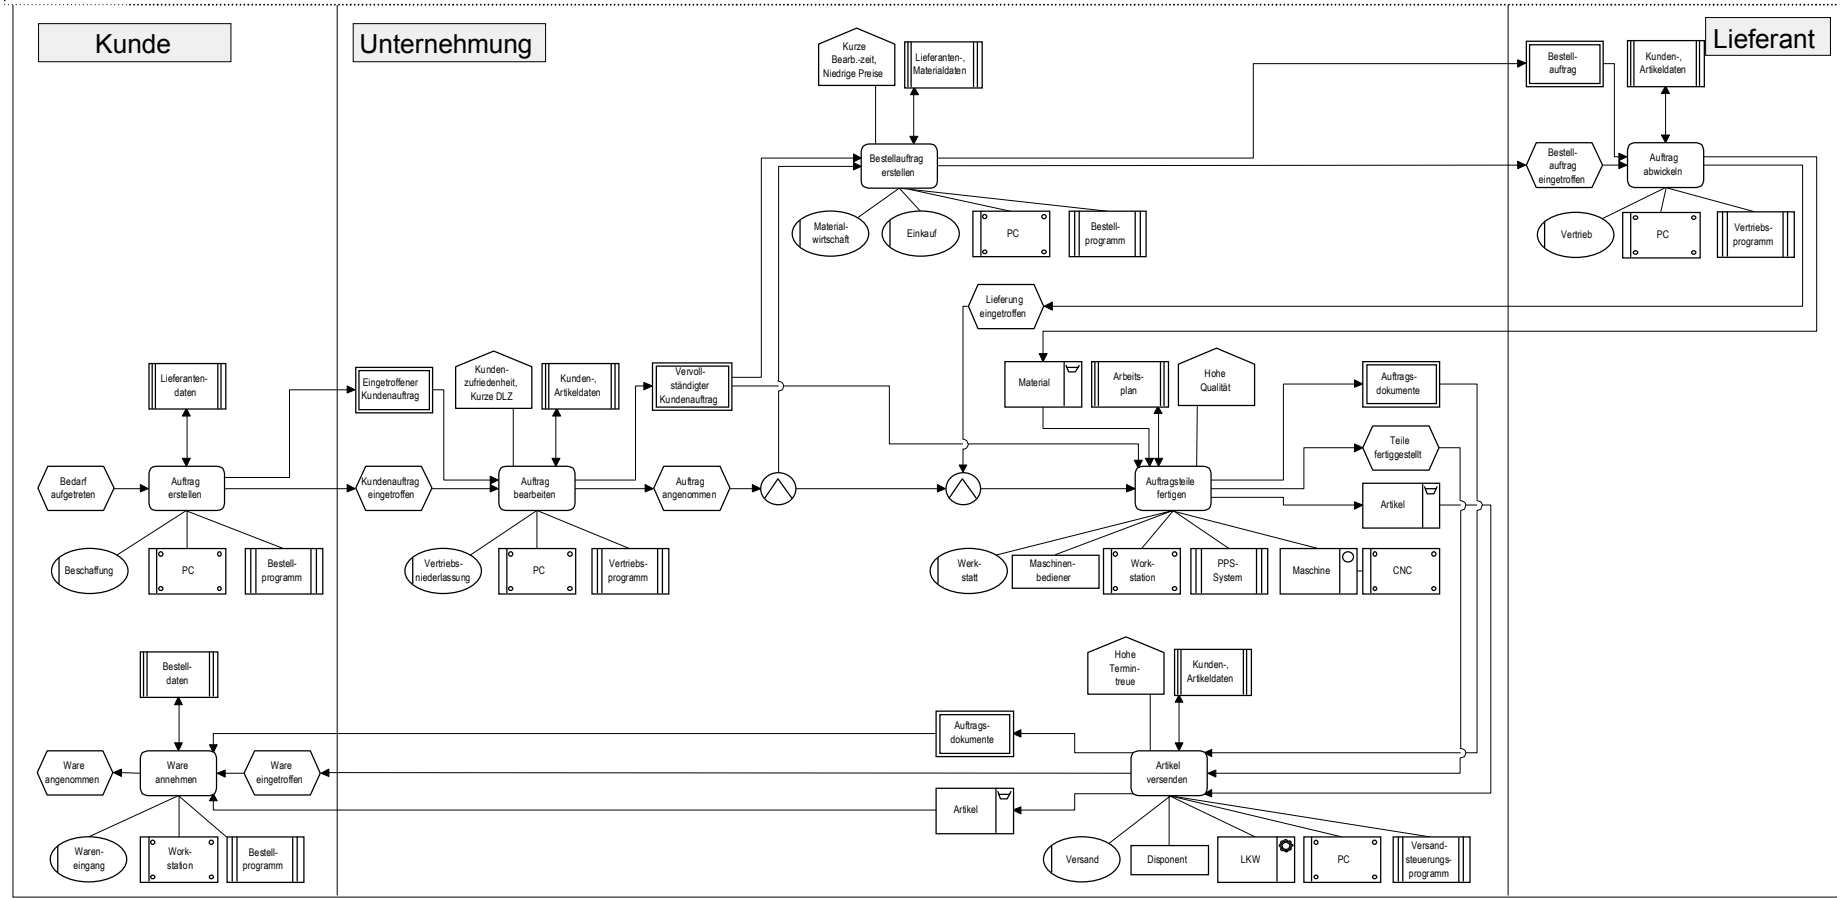 Kunde
Unternehmung
Lieferant
Kurze
Bearb.-zeit,
Niedrige Preise
Lieferanten-,
Materialdaten
Bestell-
auftrag
Kunden-,
Artikeldaten
Bestellauftrag
erstellen
Bestell-
auftrag
eingetroffen
Auftrag
abwickeln
Material-
wirtschaft
Einkauf
PC
Bestell-
programm
Vertrieb
PC
Vertriebs-
programm
Lieferung
eingetroffen
Lieferanten-
daten
Eingetroffener
Kundenauftrag
Kunden-
zufriedenheit,
Kurze DLZ
Kunden-,
Artikeldaten
Vervoll-
ständigter
Kundenauftrag
Material
Arbeits-
plan
Hohe
Qualität
Auftrags-
dokumente
Teile
fertiggestellt
Bedarf
aufgetreten
Auftrag
erstellen
Kundenauftrag
eingetroffen
Auftrag
bearbeiten
Auftrag
angenommen
Auftragsteile
fertigen
Artikel
Beschaffung
PC
Bestell-
programm
Vertriebs-
niederlassung
PC
Vertriebs-
programm
Werk-
statt
Maschinen-
bediener
Work-
station
PPS-
System
Maschine
CNC
Bestell-
daten
Hohe
Termin-
treue
Kunden-,
Artikeldaten
Auftrags-
dokumente
Ware
angenommen
Ware
annehmen
Ware
eingetroffen
Artikel
versenden
Artikel
Waren-
eingang
Work-
station
Bestell-
programm
Versand
Disponent
LKW
PC
Versand-
steuerungs-
programm